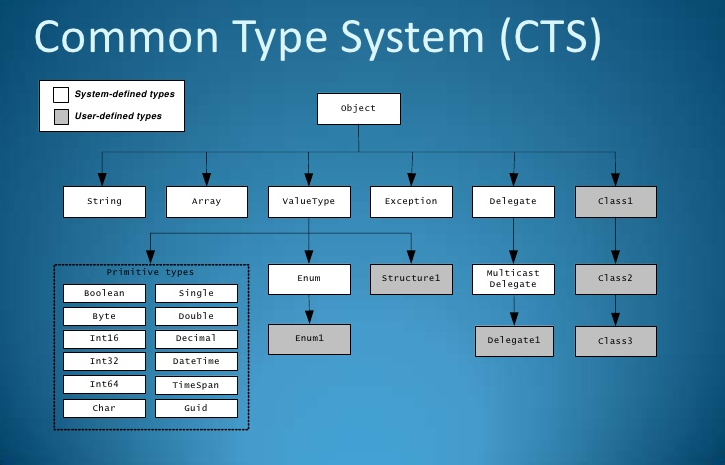 Common Type System (CTS)
System-defined types
User-defined types
Object
String
Array
ValueType
Exception
Delegate
Class1
Primitive types
Boolean
Single
Byte
Double
Int16
Decimal
Int32
DateTime
Int64
TimeSpan
Char
Guid
Enum
Structure1
Multicast
Delegate
Class2
Enum1
Delegate1
Class3